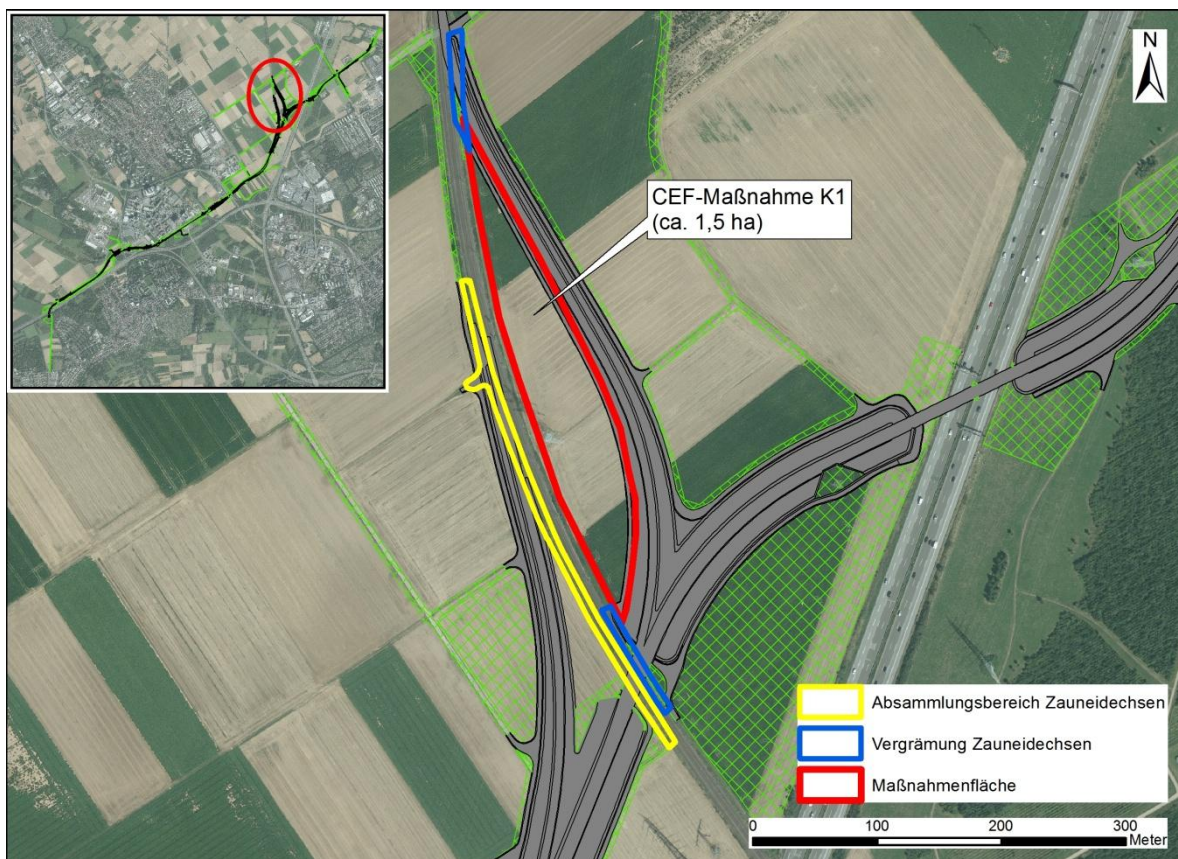 N
CEF-Maßnahme K1
(ca. 1,5 ha)
Absammlungsbereich Zauneidechsen
Vergrämung Zauneidechsen
Maßnahmenfläche
0 100 200 300
Meter